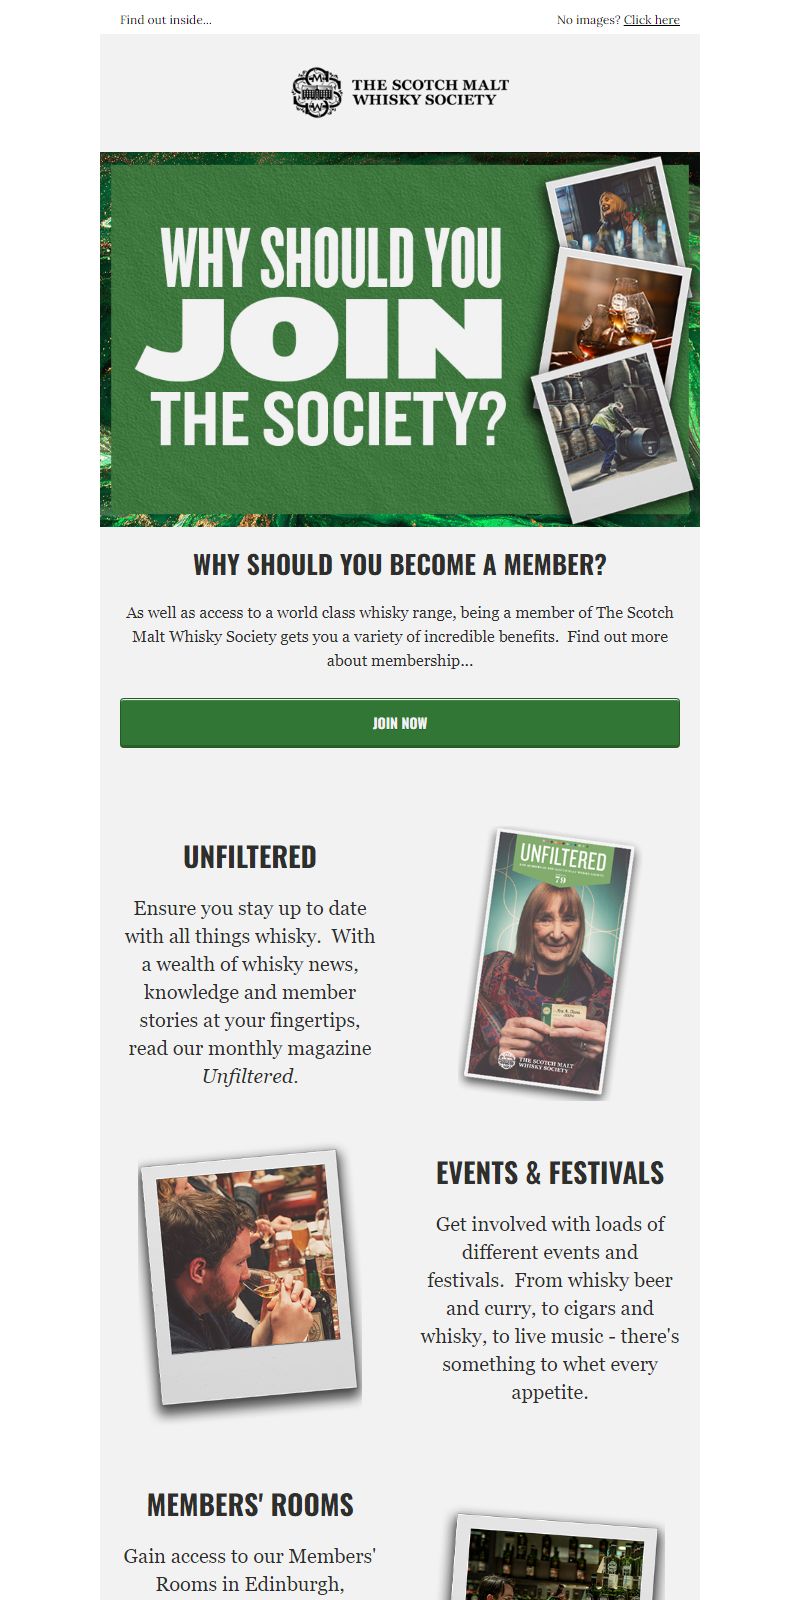 Find out inside...
No images? Click here
THE SCOTCH MALT
WHISKY SOCIETY
WHY SHOULD YOU
JOIN
THE SOCIETY?
WHY SHOULD YOU BECOME A MEMBER?
As well as access to a world class whisky range, being a member of The Scotch
Malt Whisky Society gets you a variety of incredible benefits.  Find out more
about membership...
JOIN NOW
UNFILTERED
Ensure you stay up to date
with all things whisky.  With
a wealth of whisky news,
knowledge and member
stories at your fingertips,
read our monthly magazine
Unfiltered.
UNFILTERED
79
THE SCOTCH MALT
WHISKY SOCIETY
EVENTS & FESTIVALS
Get involved with loads of
different events and
festivals.  From whisky beer
and curry, to cigars and
whisky, to live music - there's
something to whet every
appetite.
MEMBERS' ROOMS
Gain access to our Members'
Rooms in Edinburgh,